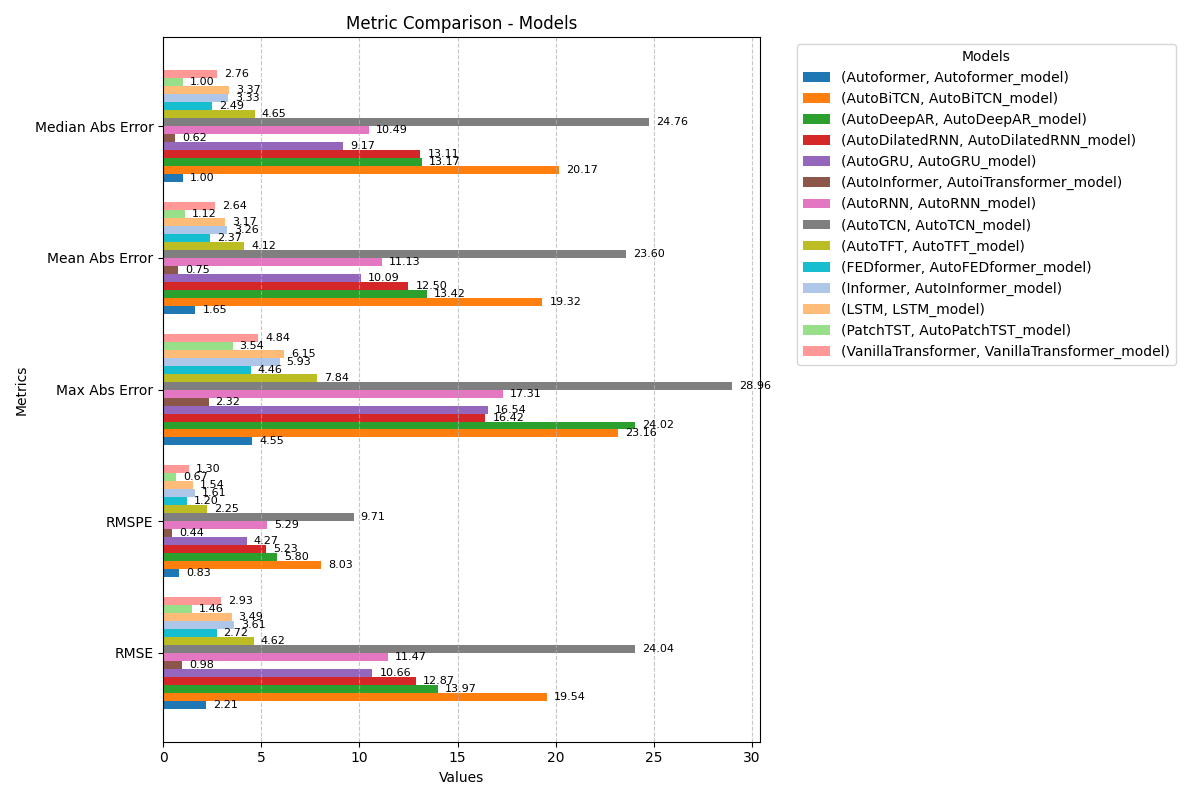 Metric Comparison - Models
Metrics
Median Abs Error
2.76
1.00
3.37
3.33
2.49
4.65
24.76
10.49
0.62
9.17
13.11
13.17
20.17
1.00
Mean Abs Error
2.64
1.12
3.17
3.26
2.37
4.12
23.60
11.13
0.75
10.09
12.50
13.42
19.32
1.65
Max Abs Error
4.84
3.54
6.15
5.93
4.46
7.84
28.96
17.31
2.32
16.54
16.42
24.02
23.16
4.55
RMSPE
1.30
0.67
1.54
1.61
1.20
2.25
9.71
5.29
0.44
4.27
5.23
5.80
8.03
0.83
RMSE
2.93
1.46
3.49
3.61
2.72
4.62
24.04
11.47
0.98
10.66
12.87
13.97
19.54
2.21
0 5 10 15 20 25 30
Values
Models
(Autoformer, Autoformer_model)
(AutoBiTCN, AutoBiTCN_model)
(AutoDeepAR, AutoDeepAR_model)
(AutoDilatedRNN, AutoDilatedRNN_model)
(AutoGRU, AutoGRU_model)
(AutoInformer, AutoiTransformer_model)
(AutoRNN, AutoRNN_model)
(AutoTCN, AutoTCN_model)
(AutoTFT, AutoTFT_model)
(FEDformer, AutoFEDformer_model)
(Informer, AutoInformer_model)
(LSTM, LSTM_model)
(PatchTST, AutoPatchTST_model)
(VanillaTransformer, VanillaTransformer_model)